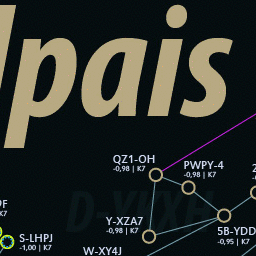 lpais
QZ1-OH
-0,98 | K7
PWPY-4
-0,98 | K7
Y-XZA7
-0,98 | K7
5B-YDD
-0,95 | K7
S-LHPJ
-1,00 | K7
W-XY4J
K7